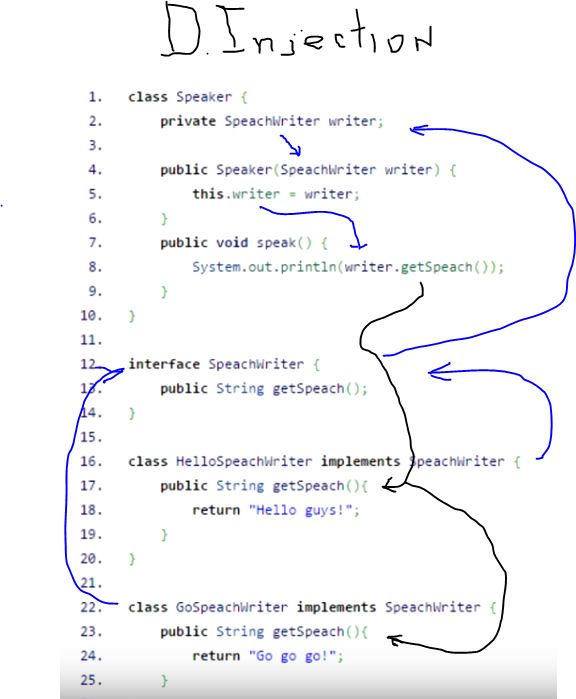 D.Injection
1. class Speaker {
2. private SpeachWriter writer;
3.
4. public Speaker(SpeachWriter writer) {
5. this.writer = writer;
6. }
7. public void speak() {
8. System.out.println(writer.getSpeach());
9. }
10. }
11.
12. interface SpeachWriter {
13. public String getSpeach();
14. }
15.
16. class HelloSpeachWriter implements SpeachWriter {
17. public String getSpeach(){
18. return "Hello guys!";
19. }
20. }
21.
22. class GoSpeachWriter implements SpeachWriter {
23. public String getSpeach(){
24. return "Go go go!";
25. }